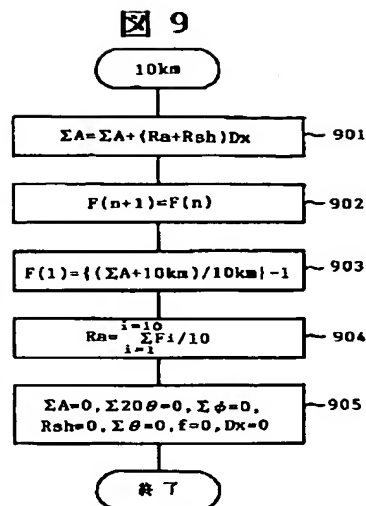 図 9
10km
ΣA=ΣA+(Ra+Rsh)Dx
901
F(n+1)=F(n)
902
F(1)={(ΣA+10km)/10km}-1
903
i=10
Ra= ΣFi/10
i=1
904
ΣA=0, Σ20θ=0, Σφ=0,
Rsh=0, Σθ=0, f=0, Dx=0
905
終了